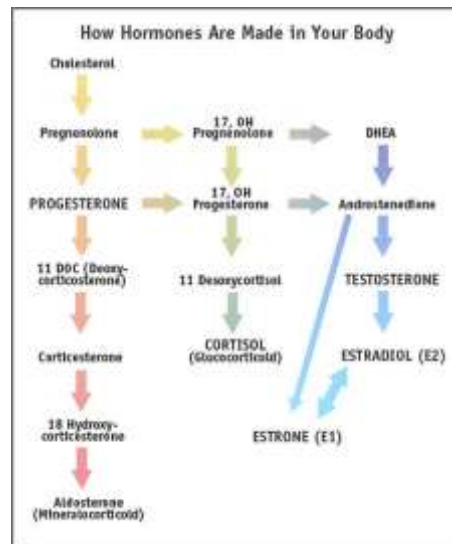 How Hormones Are Made in Your Body
Cholesterol
Pregnenolone
17, OH
Pregnenolone
DHEA
PROGESTERONE
17, OH
Progesterone
Androstenediene
11 DOC (Deoxy-
corticosterone)
11 Desoxycortisol
TESTOSTERONE
Corticosterone
CORTISOL
(Glucocorticoid)
ESTRADIOL (E2)
18 Hydroxy-
corticosterone
ESTRONE (E1)
Aldosterone
(Mineralocorticoid)